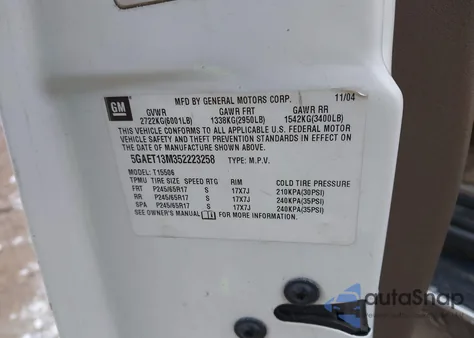 GM
MFD BY GENERAL MOTORS CORP. 11/04
GVWR GAWR FRT GAWR RR
2722KG(6001LB) 1338KG(2950LB) 1542KG(3400LB)
THIS VEHICLE CONFORMS TO ALL APPLICABLE U.S. FEDERAL MOTOR
VEHICLE SAFETY AND THEFT PREVENTION STANDARDS IN EFFECT ON
THE DATE OF MANUFACTURE SHOWN ABOVE.
5GAET13M352223258 TYPE: M.P.V.
MODEL: T15506
TPMU TIRE SIZE SPEED RTG RIM COLD TIRE PRESSURE
FRT P245/65R17 S 17X7J 210KPA(30PSI)
RR P245/65R17 S 17X7J 240KPA(35PSI)
SPA P245/65R17 S 17X7J 240KPA(35PSI)
SEE OWNER'S MANUAL FOR MORE INFORMATION.
autoSnap